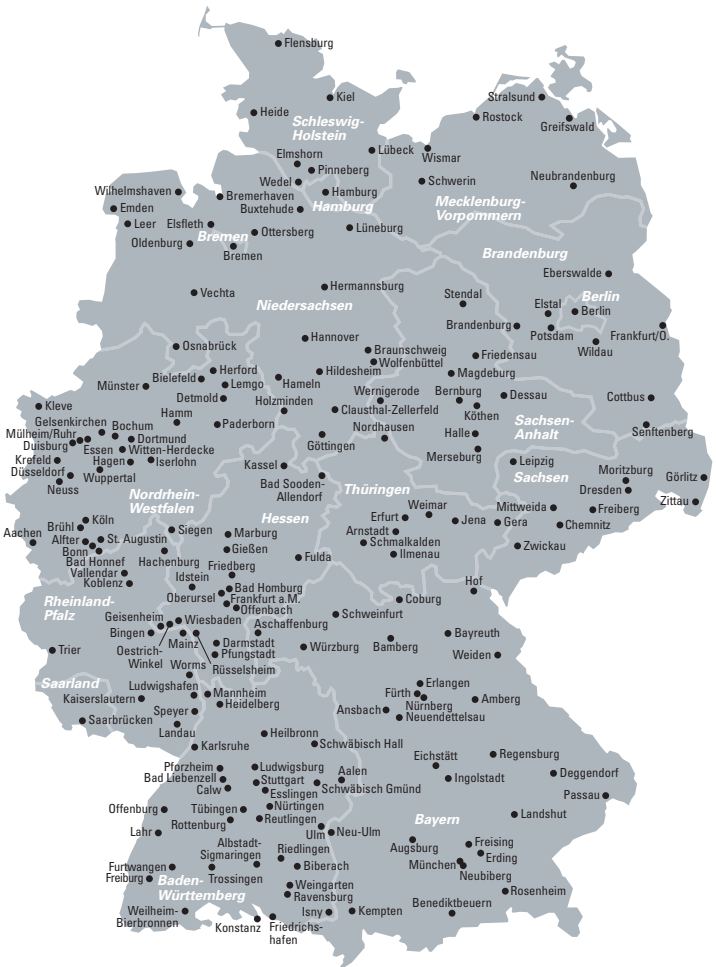 Flensburg
Kiel
Stralsund
Heide
Rostock
Greifswald
Schleswig-
Holstein
Lübeck
Wismar
Elmshorn
Pinneberg
Wedel
Schwerin
Neubrandenburg
Wilhelmshaven
Bremerhaven
Hamburg
Emden
Buxtehude
Hamburg
Mecklenburg-
Vorpommern
Leer
Elsfleth
Lüneburg
Bremen
Ottersberg
Oldenburg
Bremen
Brandenburg
Eberswalde
Hermannsburg
Vechta
Stendal
Berlin
Niedersachsen
Elstal
Berlin
Brandenburg
Potsdam
Frankfurt/O.
Hannover
Wildau
Osnabrück
Braunschweig
Wolfenbüttel
Friedensau
Herford
Hildesheim
Magdeburg
Bielefeld
Lemgo
Hameln
Münster
Detmold
Holzminden
Wernigerode
Bernburg
Dessau
Cottbus
Kleve
Clausthal-Zellerfeld
Köthen
Hamm
Gelsenkirchen
Bochum
Paderborn
Nordhausen
Sachsen-
Anhalt
Mülheim/Ruhr
Dortmund
Göttingen
Halle
Senftenberg
Duisburg
Essen
Witten-Herdecke
Merseburg
Krefeld
Hagen
Iserlohn
Kassel
Leipzig
Düsseldorf
Wuppertal
Bad Sooden-
Allendorf
Moritzburg
Görlitz
Neuss
Thüringen
Sachsen
Dresden
Nordrhein-
Westfalen
Weimar
Mittweida
Freiberg
Zittau
Köln
Hessen
Erfurt
Jena
Gera
Chemnitz
Brühl
Siegen
Marburg
Arnstadt
Aachen
Alfter
St. Augustin
Schmalkalden
Zwickau
Bonn
Gießen
Ilmenau
Bad Honnef
Hachenburg
Fulda
Vallendar
Friedberg
Koblenz
Idstein
Bad Homburg
Hof
Oberursel
Frankfurt a.M.
Coburg
Rheinland-
Pfalz
Offenbach
Geisenheim
Wiesbaden
Aschaffenburg
Schweinfurt
Bingen
Mainz
Darmstadt
Würzburg
Bamberg
Bayreuth
Trier
Oestrich-
Winkel
Pfungstadt
Weiden
Rüsselsheim
Worms
Saarland
Ludwigshafen
Mannheim
Erlangen
Kaiserslautern
Heidelberg
Fürth
Nürnberg
Amberg
Speyer
Ansbach
Neuendettelsau
Saarbrücken
Landau
Heilbronn
Karlsruhe
Schwäbisch Hall
Eichstätt
Regensburg
Pforzheim
Ludwigsburg
Aalen
Deggendorf
Bad Liebenzell
Stuttgart
Ingolstadt
Calw
Esslingen
Schwäbisch Gmünd
Passau
Offenburg
Tübingen
Nürtingen
Landshut
Rottenburg
Reutlingen
Bayern
Lahr
Ulm
Neu-Ulm
Augsburg
Freising
Albstadt-
Sigmaringen
Riedlingen
Erding
Furtwangen
Biberach
München
Neubiberg
Freiburg
Trossingen
Baden-
Württemberg
Weingarten
Rosenheim
Ravensburg
Benediktbeuern
Weilheim-
Bierbronnen
Isny
Kempten
Konstanz
Friedrichs-
hafen